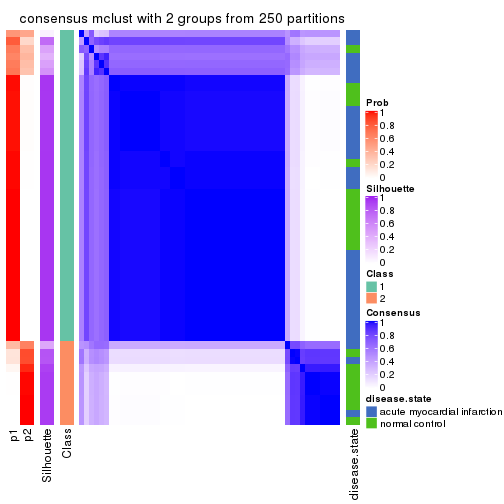 consensus mclust with 2 groups from 250 partitions
Prob
1
0.8
0.6
0.4
0.2
0
Silhouette
1
0.8
0.6
0.4
0.2
0
Class
1
2
Consensus
1
0.8
0.6
0.4
0.2
0
disease.state
acute myocardial infarction
normal control
p1
p2
Silhouette
Class
disease.state